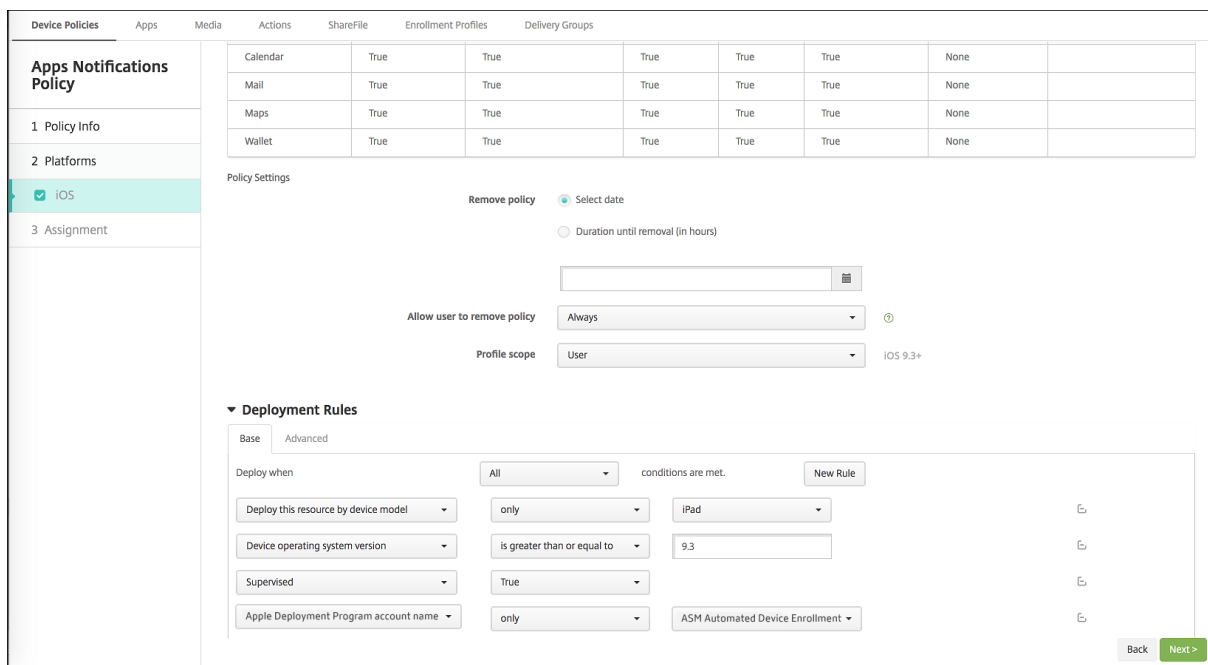 Device Policies Apps Media Actions ShareFile Enrollment Profiles Delivery Groups
Apps Notifications
Policy
1 Policy Info
2 Platforms
iOS
3 Assignment
Calendar True True True True True None
Mail True True True True True None
Maps True True True True True None
Wallet True True True True True None
Policy Settings
Remove policy Select date
Duration until removal (in hours)
Allow user to remove policy Always
Profile scope User iOS 9.3+
Deployment Rules
Base Advanced
Deploy when All conditions are met. New Rule
Deploy this resource by device model only iPad
Device operating system version is greater than or equal to 9.3
Supervised True
Apple Deployment Program account name only ASM Automated Device Enrollment
Back Next >